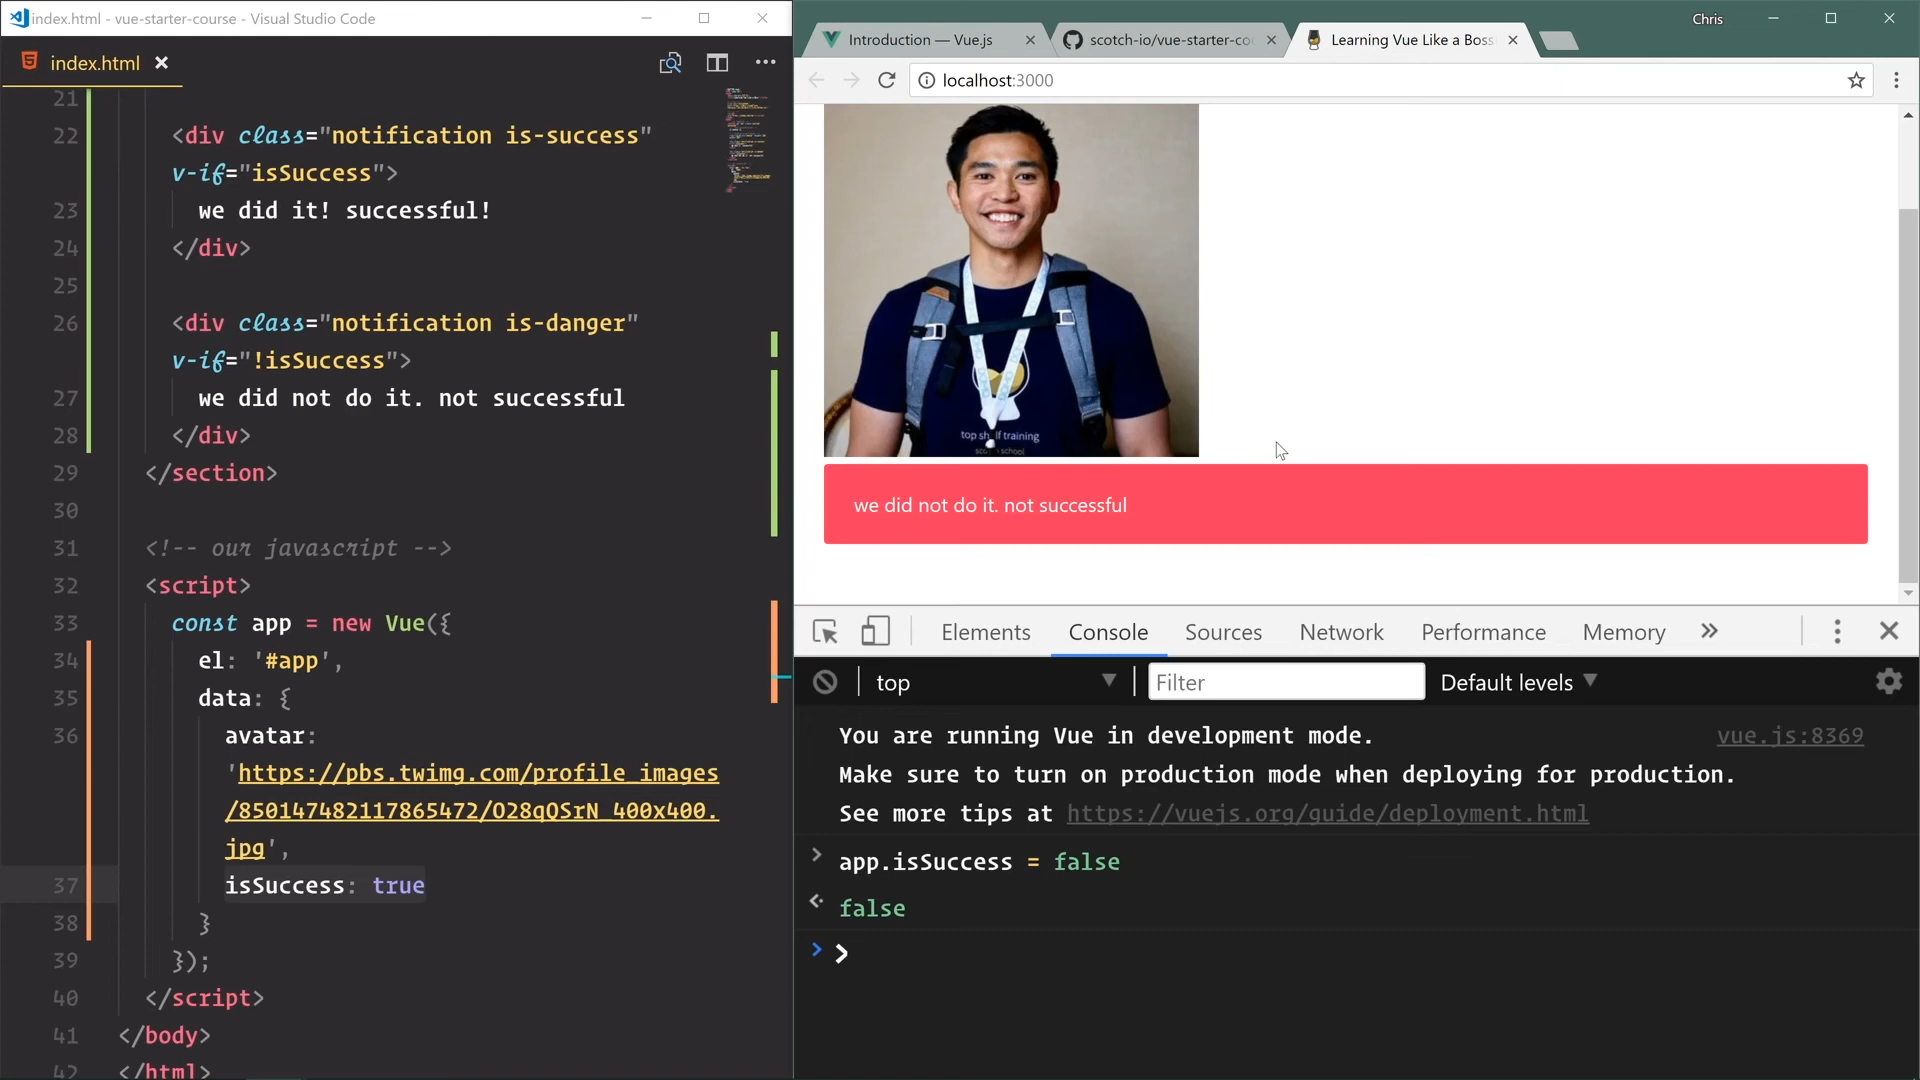 index.html - vue-starter-course - Visual Studio Code
index.html
21
22 <div class="notification is-success"
v-if="isSuccess">
23 we did it! successful!
24 </div>
25
26 <div class="notification is-danger"
v-if="!isSuccess">
27 we did not do it. not successful
28 </div>
29 </section>
30
31 <!-- our javascript -->
32 <script>
33 const app = new Vue({
34 el: '#app',
35 data: {
36 avatar:
'https://pbs.twimg.com/profile_images
/850147482117865472/O28qQSrN_400x400.
jpg',
37 isSuccess: true
38 }
39 });
40 </script>
41 </body>
42 </html>
Chris
Introduction — Vue.js
scotch-io/vue-starter-co
Learning Vue Like a Boss
localhost:3000
top shelf training
we did not do it. not successful
Elements Console Sources Network Performance Memory »
top Filter Default levels
You are running Vue in development mode. vue.js:8369
Make sure to turn on production mode when deploying for production.
See more tips at https://vuejs.org/guide/deployment.html
> app.isSuccess = false
false
>